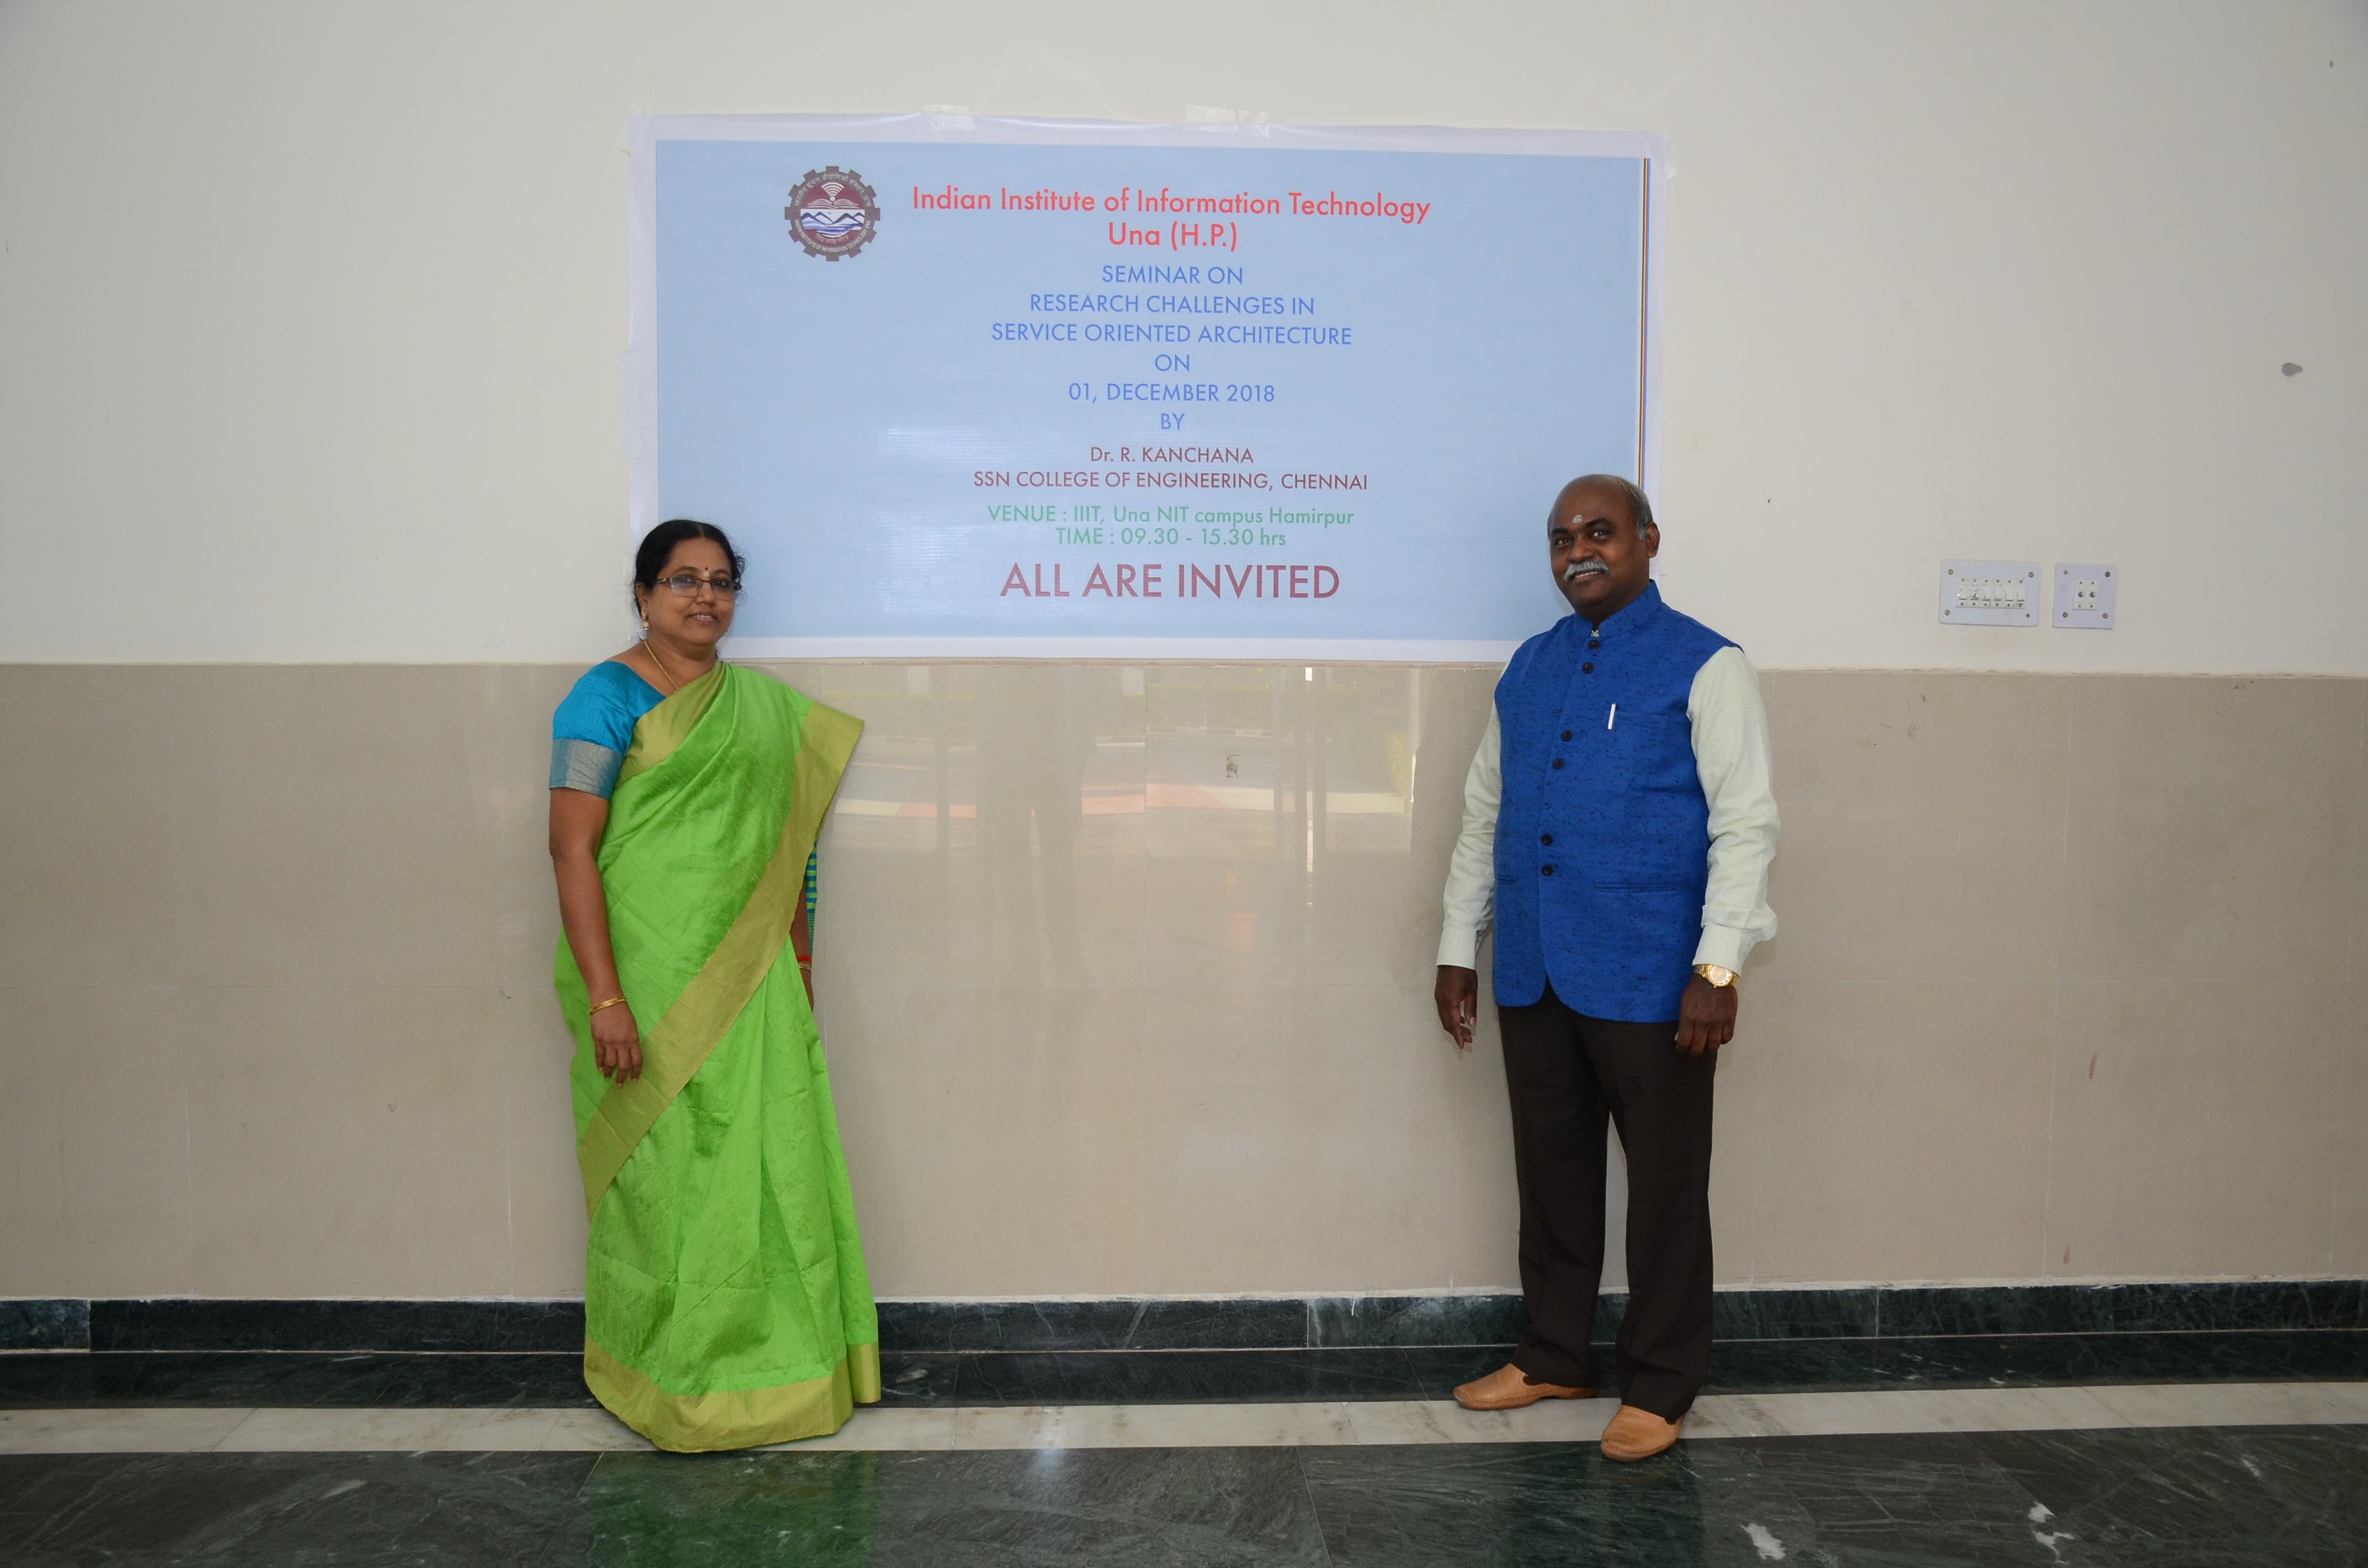 Indian Institute of Information Technology
Una (H.P.)
SEMINAR ON
RESEARCH CHALLENGES IN
SERVICE ORIENTED ARCHITECTURE
ON
01, DECEMBER 2018
BY
Dr. R. KANCHANA
SSN COLLEGE OF ENGINEERING, CHENNAI
VENUE : IIIT, Una NIT campus Hamirpur
TIME : 09.30 - 15.30 hrs
ALL ARE INVITED